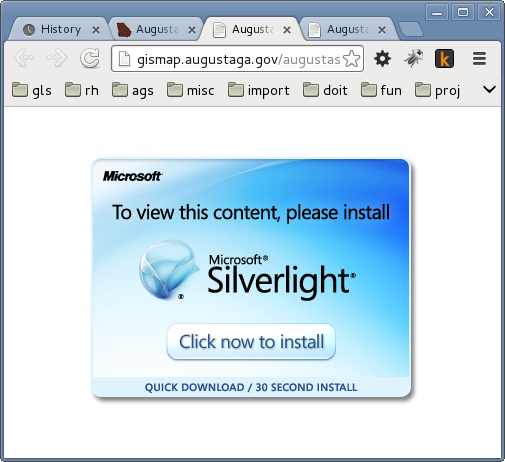 History
Augusta
Augusta
Augusta
gismap.augustaga.gov/augustas
k
gls
rh
ags
misc
import
doit
fun
proj
Microsoft
To view this content, please install
Microsoft®
Silverlight®
®
Click now to install
QUICK DOWNLOAD / 30 SECOND INSTALL